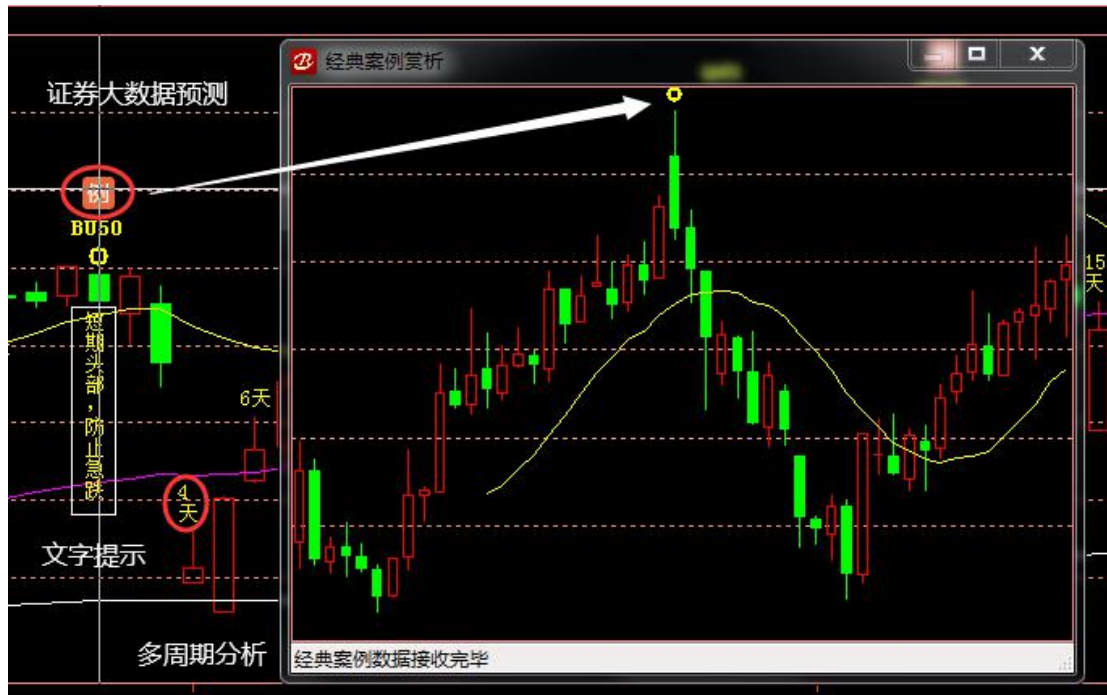 经典案例赏析
证券大数据预测
例
BU50
短期头部，防止急跌
6天
4天
15天
文字提示
多周期分析
经典案例数据接收完毕